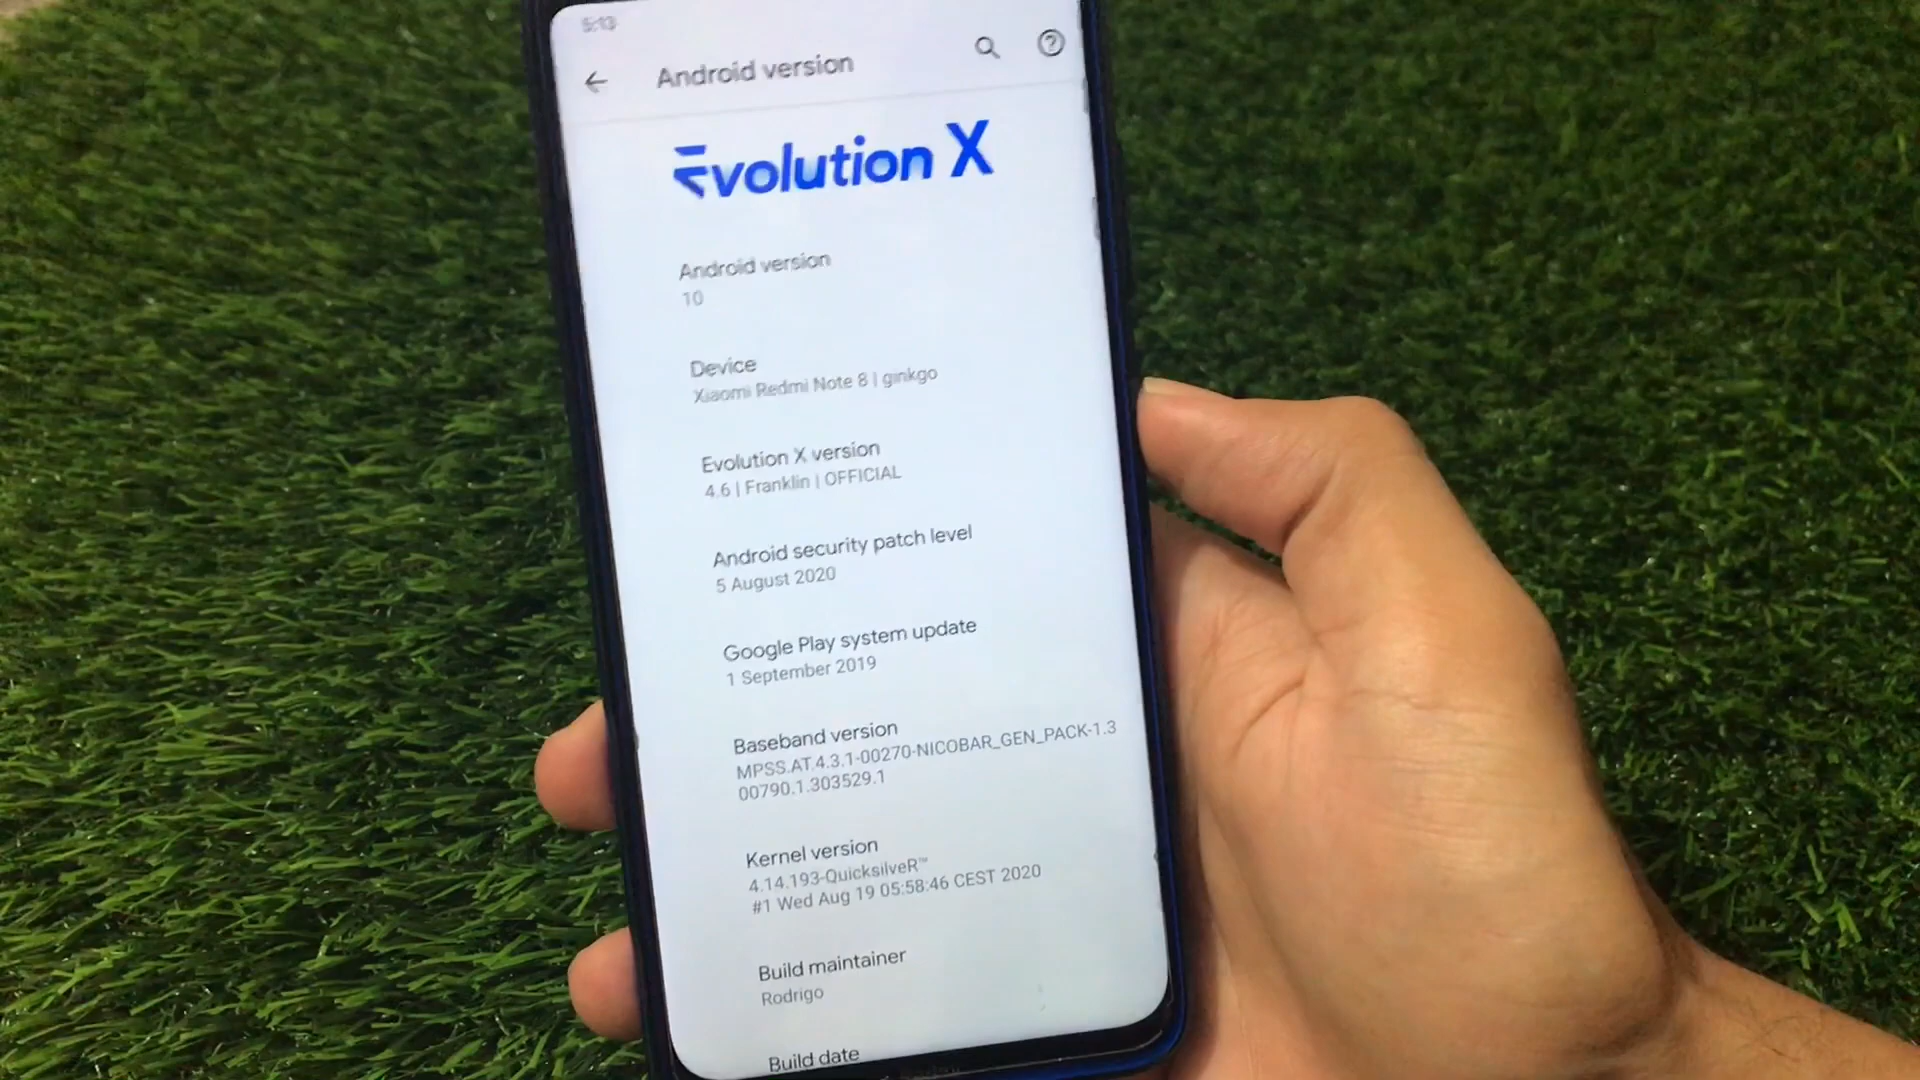 5:13
Android version
Evolution X
Android version
10
Device
Xiaomi Redmi Note 8 | ginkgo
Evolution X version
4.6 | Franklin | OFFICIAL
Android security patch level
5 August 2020
Google Play system update
1 September 2019
Baseband version
MPSS.AT.4.3.1-00270-NICOBAR_GEN_PACK-1.3
00790.1.303529.1
Kernel version
4.14.193-QuicksilveR™
#1 Wed Aug 19 05:58:46 CEST 2020
Build maintainer
Rodrigo
Build date